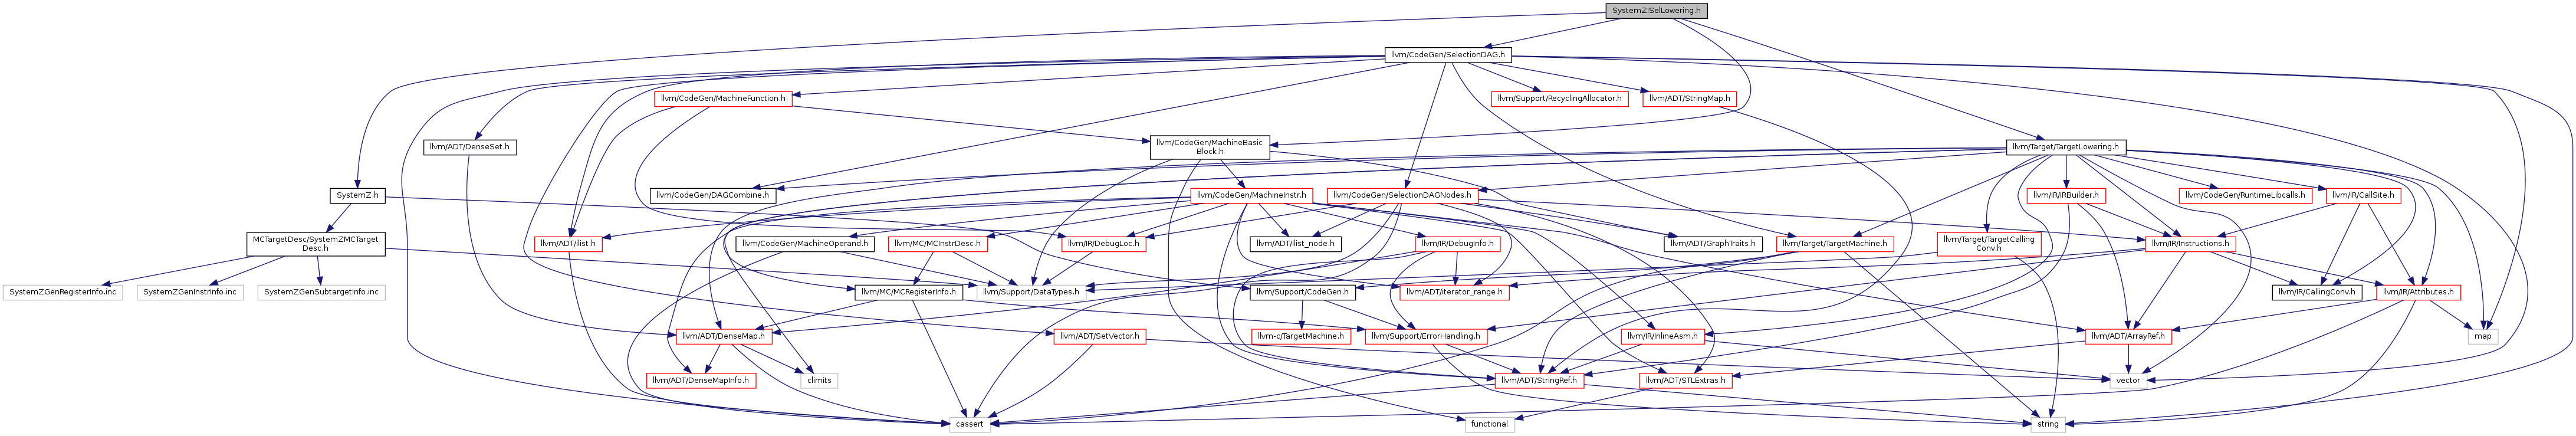 SystemZISelLowering.h
llvm/CodeGen/SelectionDAG.h
llvm/CodeGen/MachineFunction.h
llvm/Support/RecyclingAllocator.h
llvm/ADT/StringMap.h
llvm/ADT/DenseSet.h
llvm/CodeGen/MachineBasic
Block.h
llvm/Target/TargetLowering.h
SystemZ.h
llvm/CodeGen/DAGCombine.h
llvm/CodeGen/MachineInstr.h
llvm/CodeGen/SelectionDAGNodes.h
llvm/IR/IRBuilder.h
llvm/CodeGen/RuntimeLibcalls.h
llvm/IR/CallSite.h
MCTargetDesc/SystemZMCTarget
Desc.h
llvm/ADT/ilist.h
llvm/CodeGen/MachineOperand.h
llvm/MC/MCInstrDesc.h
llvm/IR/DebugLoc.h
llvm/ADT/ilist_node.h
llvm/IR/DebugInfo.h
llvm/ADT/GraphTraits.h
llvm/Target/TargetMachine.h
llvm/Target/TargetCalling
Conv.h
llvm/IR/Instructions.h
SystemZGenRegisterInfo.inc
SystemZGenInstrInfo.inc
SystemZGenSubtargetInfo.inc
llvm/MC/MCRegisterInfo.h
llvm/Support/DataTypes.h
llvm/Support/CodeGen.h
llvm/ADT/iterator_range.h
llvm/IR/CallingConv.h
llvm/IR/Attributes.h
llvm/ADT/DenseMap.h
llvm/ADT/SetVector.h
llvm-c/TargetMachine.h
llvm/Support/ErrorHandling.h
llvm/IR/InlineAsm.h
llvm/ADT/ArrayRef.h
map
llvm/ADT/DenseMapInfo.h
climits
llvm/ADT/StringRef.h
llvm/ADT/STLExtras.h
vector
cassert
functional
string